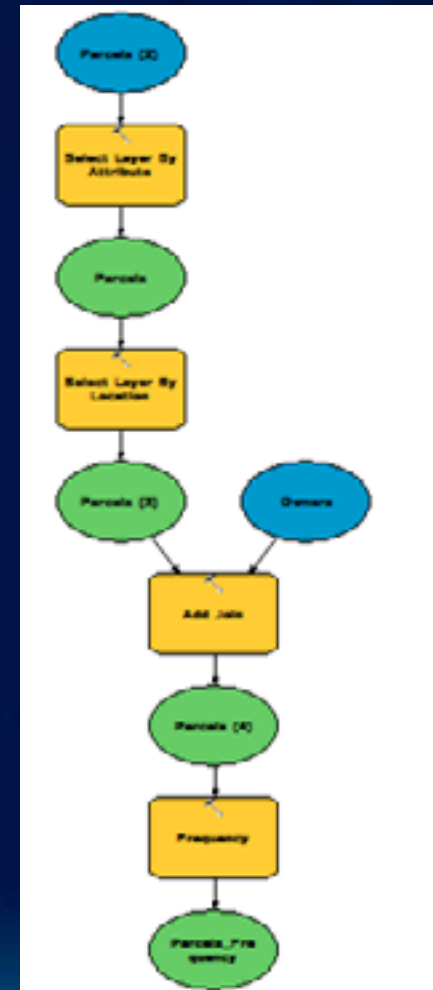 Parcels (2)
Select Layer By
Attribute
Parcels
Select Layer By
Location
Parcels (3)
Owners
Add Join
Parcels (4)
Frequency
Parcels_Fre
quency